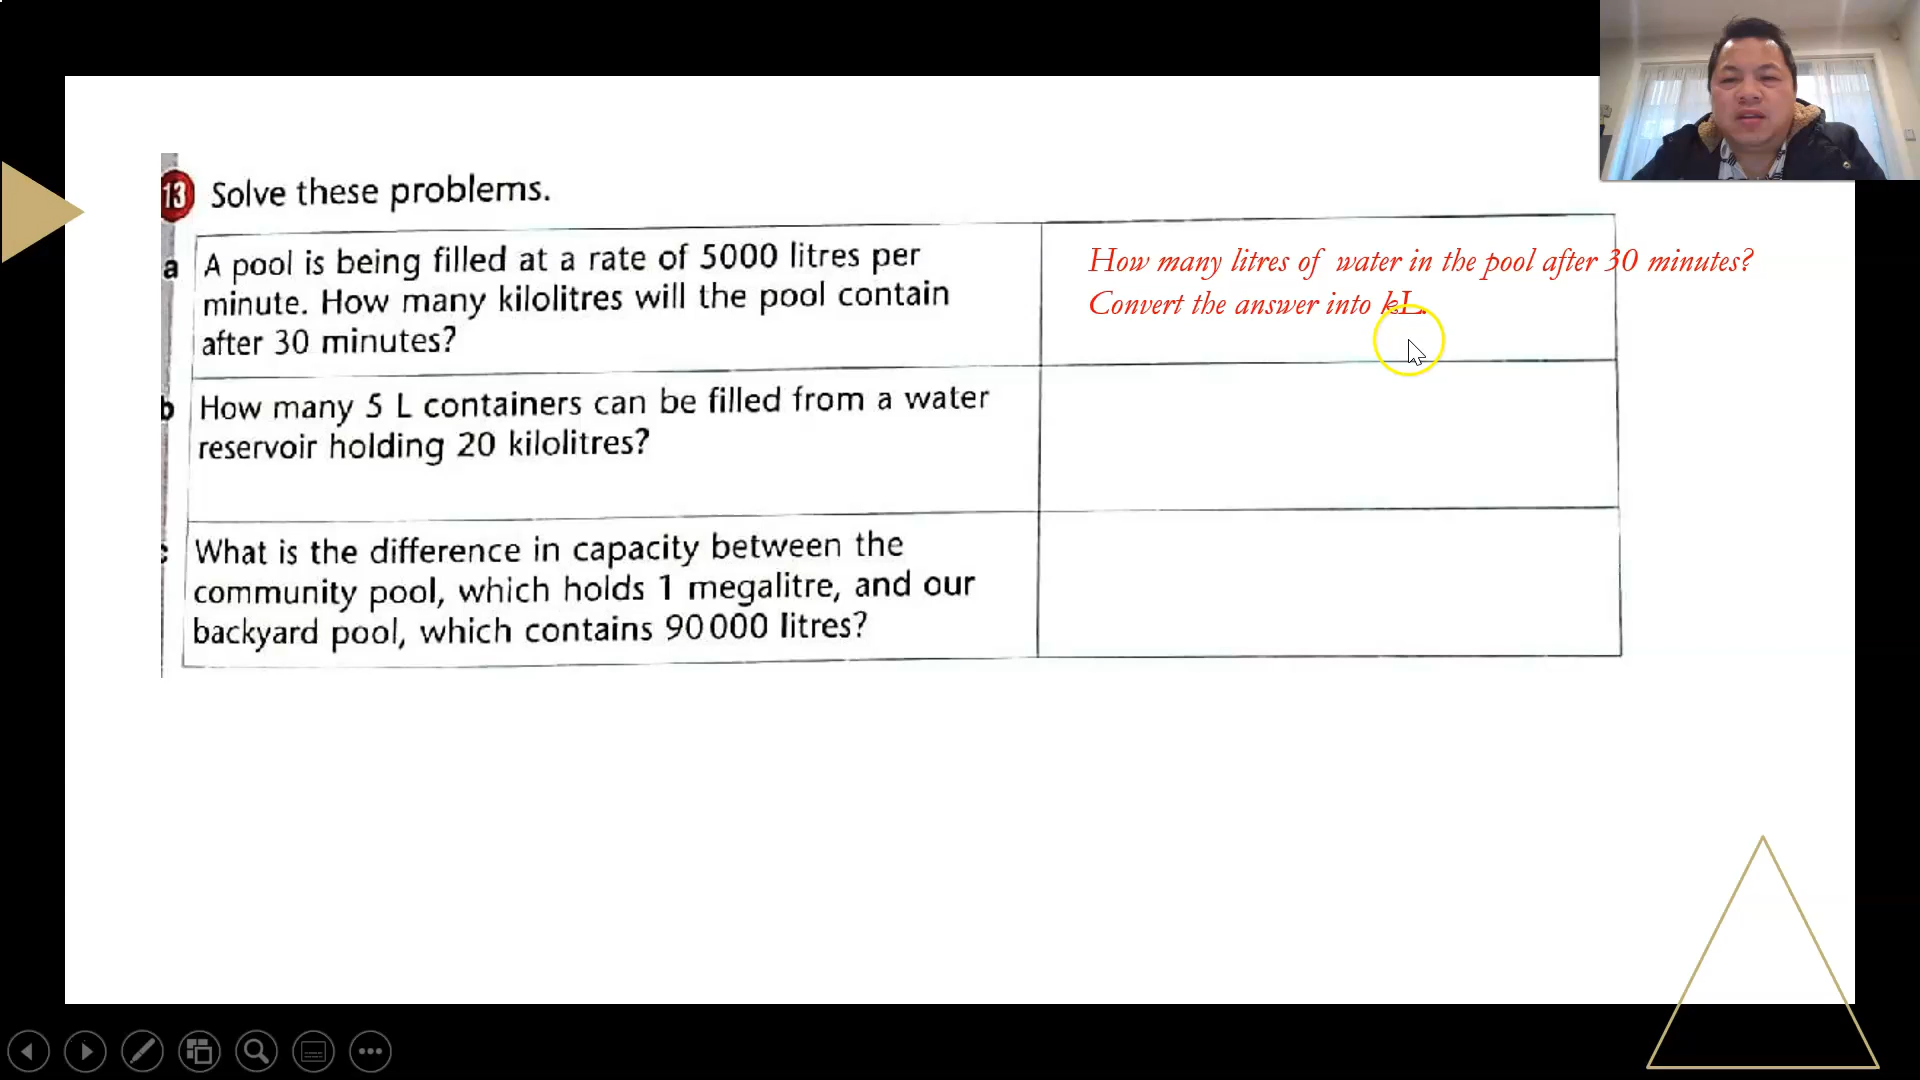 13 Solve these problems.
a A pool is being filled at a rate of 5000 litres per
minute. How many kilolitres will the pool contain
after 30 minutes?
How many litres of water in the pool after 30 minutes?
Convert the answer into kL.
b How many 5 L containers can be filled from a water
reservoir holding 20 kilolitres?
c What is the difference in capacity between the
community pool, which holds 1 megalitre, and our
backyard pool, which contains 90 000 litres?